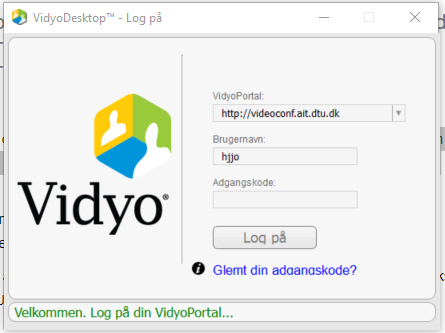 VidyoDesktop™ - Log på
VidyoPortal:
http://videoconf.ait.dtu.dk
Brugernavn:
hjjo
Adgangskode:
Log på
Vidyo®
Glemt din adgangskode?
Velkommen. Log på din VidyoPortal...